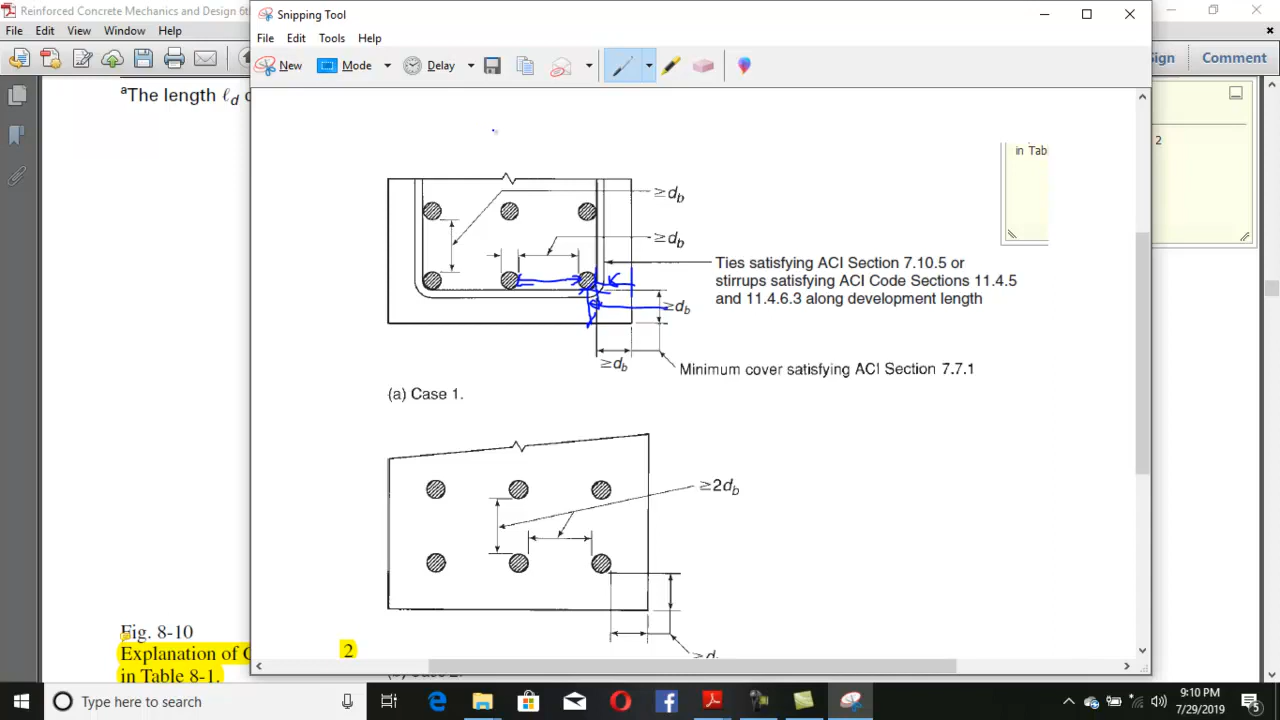 Reinforced Concrete Mechanics and Design 6t
Snipping Tool
File Edit View Window Help
File Edit Tools Help
New Mode Delay
Sign Comment
ªThe length ℓd
2
in Tab
≥db
≥db
Ties satisfying ACI Section 7.10.5 or
stirrups satisfying ACI Code Sections 11.4.5
and 11.4.6.3 along development length
≥db
≥db
Minimum cover satisfying ACI Section 7.7.1
(a) Case 1.
≥2db
Fig. 8-10
Explanation of
in Table 8-1.
2
Type here to search
9:10 PM
7/29/2019
5